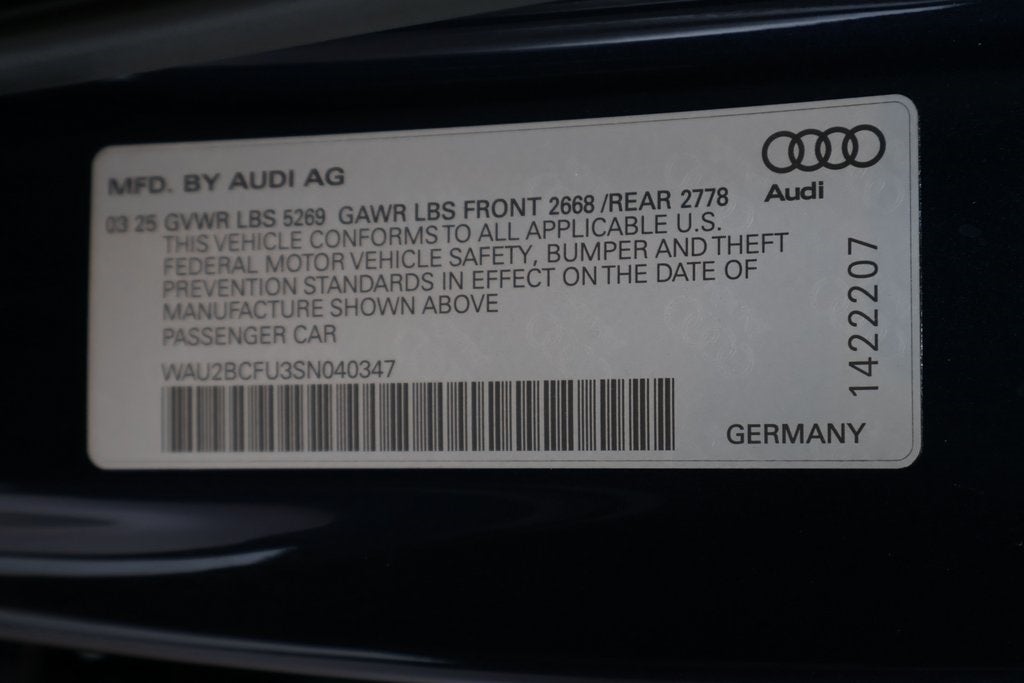 MFD. BY AUDI AG
Audi
03 25 GVWR LBS 5269 GAWR LBS FRONT 2668 /REAR 2778
THIS VEHICLE CONFORMS TO ALL APPLICABLE U.S.
FEDERAL MOTOR VEHICLE SAFETY, BUMPER AND THEFT
PREVENTION STANDARDS IN EFFECT ON THE DATE OF
MANUFACTURE SHOWN ABOVE
PASSENGER CAR
WAU2BCFU3SN040347
14222207
GERMANY